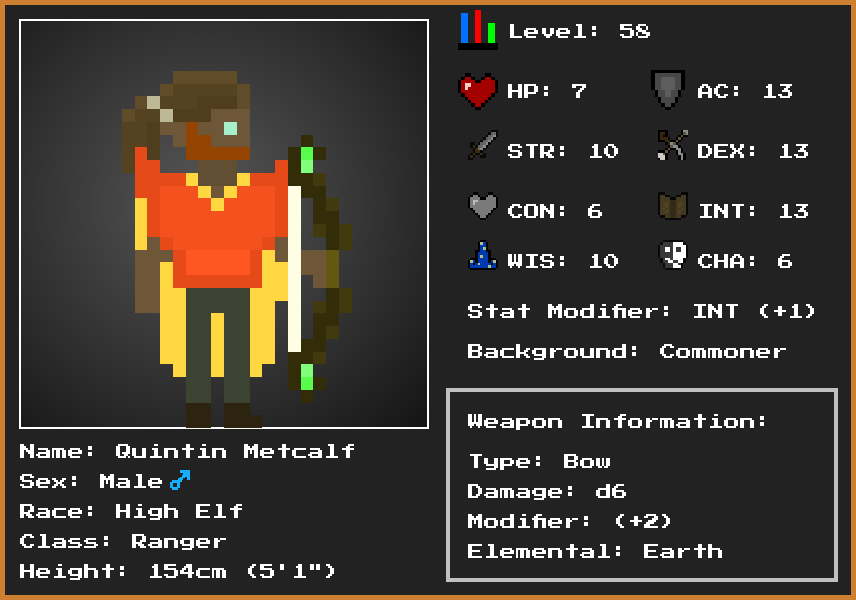 Level: 58
HP: 7
AC: 13
STR: 10
DEX: 13
CON: 6
INT: 13
WIS: 10
CHA: 6
Stat Modifier: INT (+1)
Background: Commoner
Weapon Information:
Type: Bow
Damage: d6
Modifier: (+2)
Elemental: Earth
Name: Quintin Metcalf
Sex: Male♂
Race: High Elf
Class: Ranger
Height: 154cm (5'1")